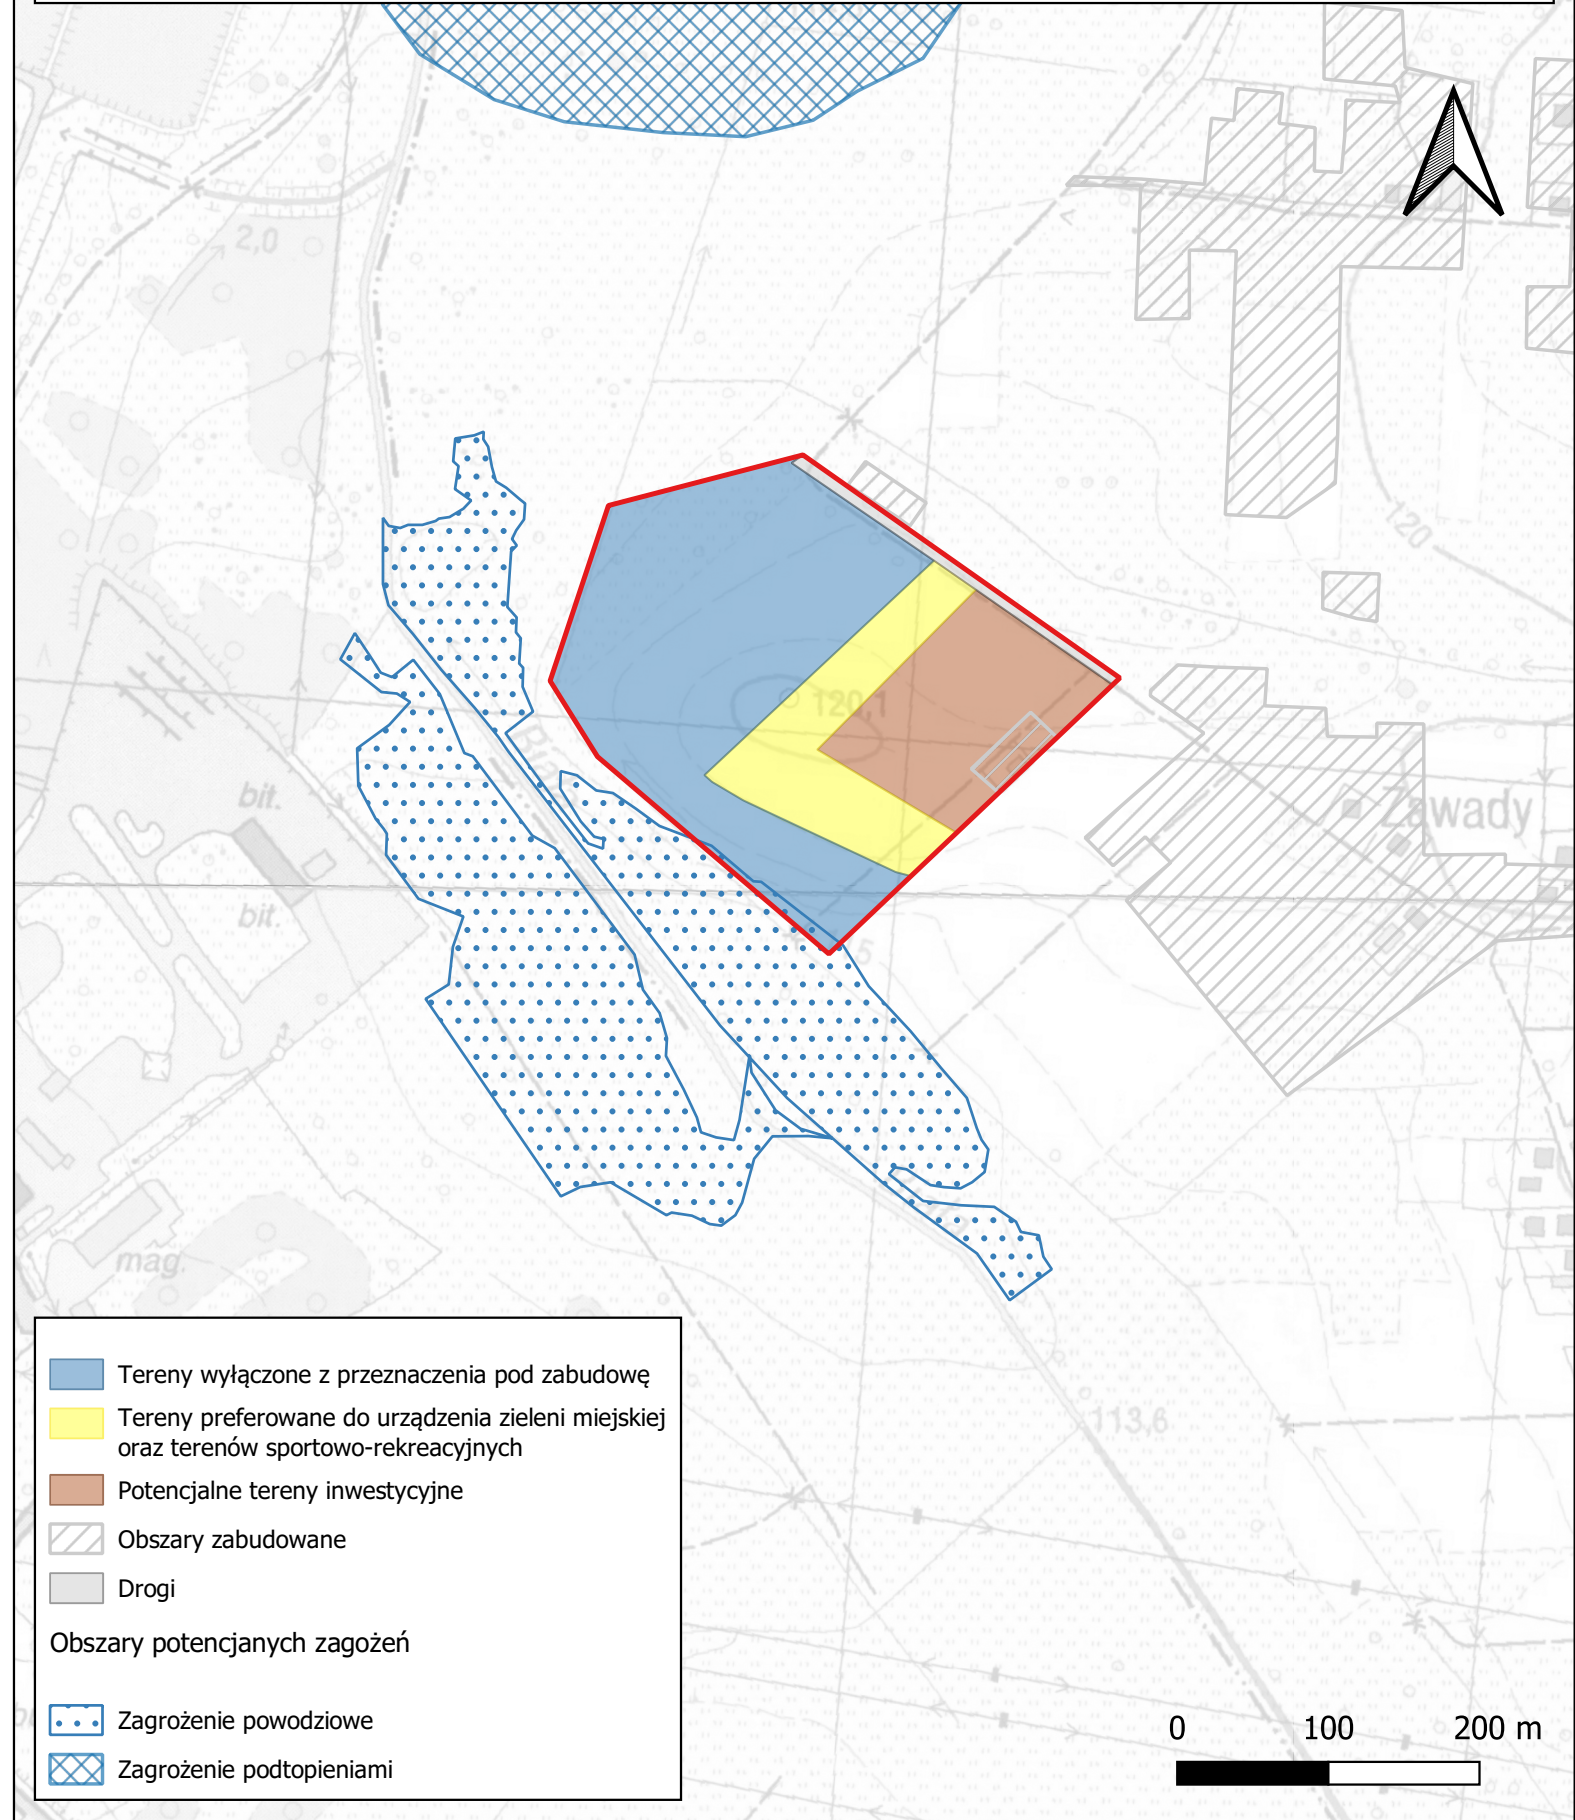 2,0
120
120,1
bit.
Zawady
bit.
mag.
113,6
Tereny wyłączone z przeznaczenia pod zabudowę
Tereny preferowane do urządzenia zieleni miejskiej
oraz terenów sportowo-rekreacyjnych
Potencjalne tereny inwestycyjne
Obszary zabudowane
Drogi
Obszary potencjanych zagożeń
Zagrożenie powodziowe
Zagrożenie podtopieniami
0 100 200 m